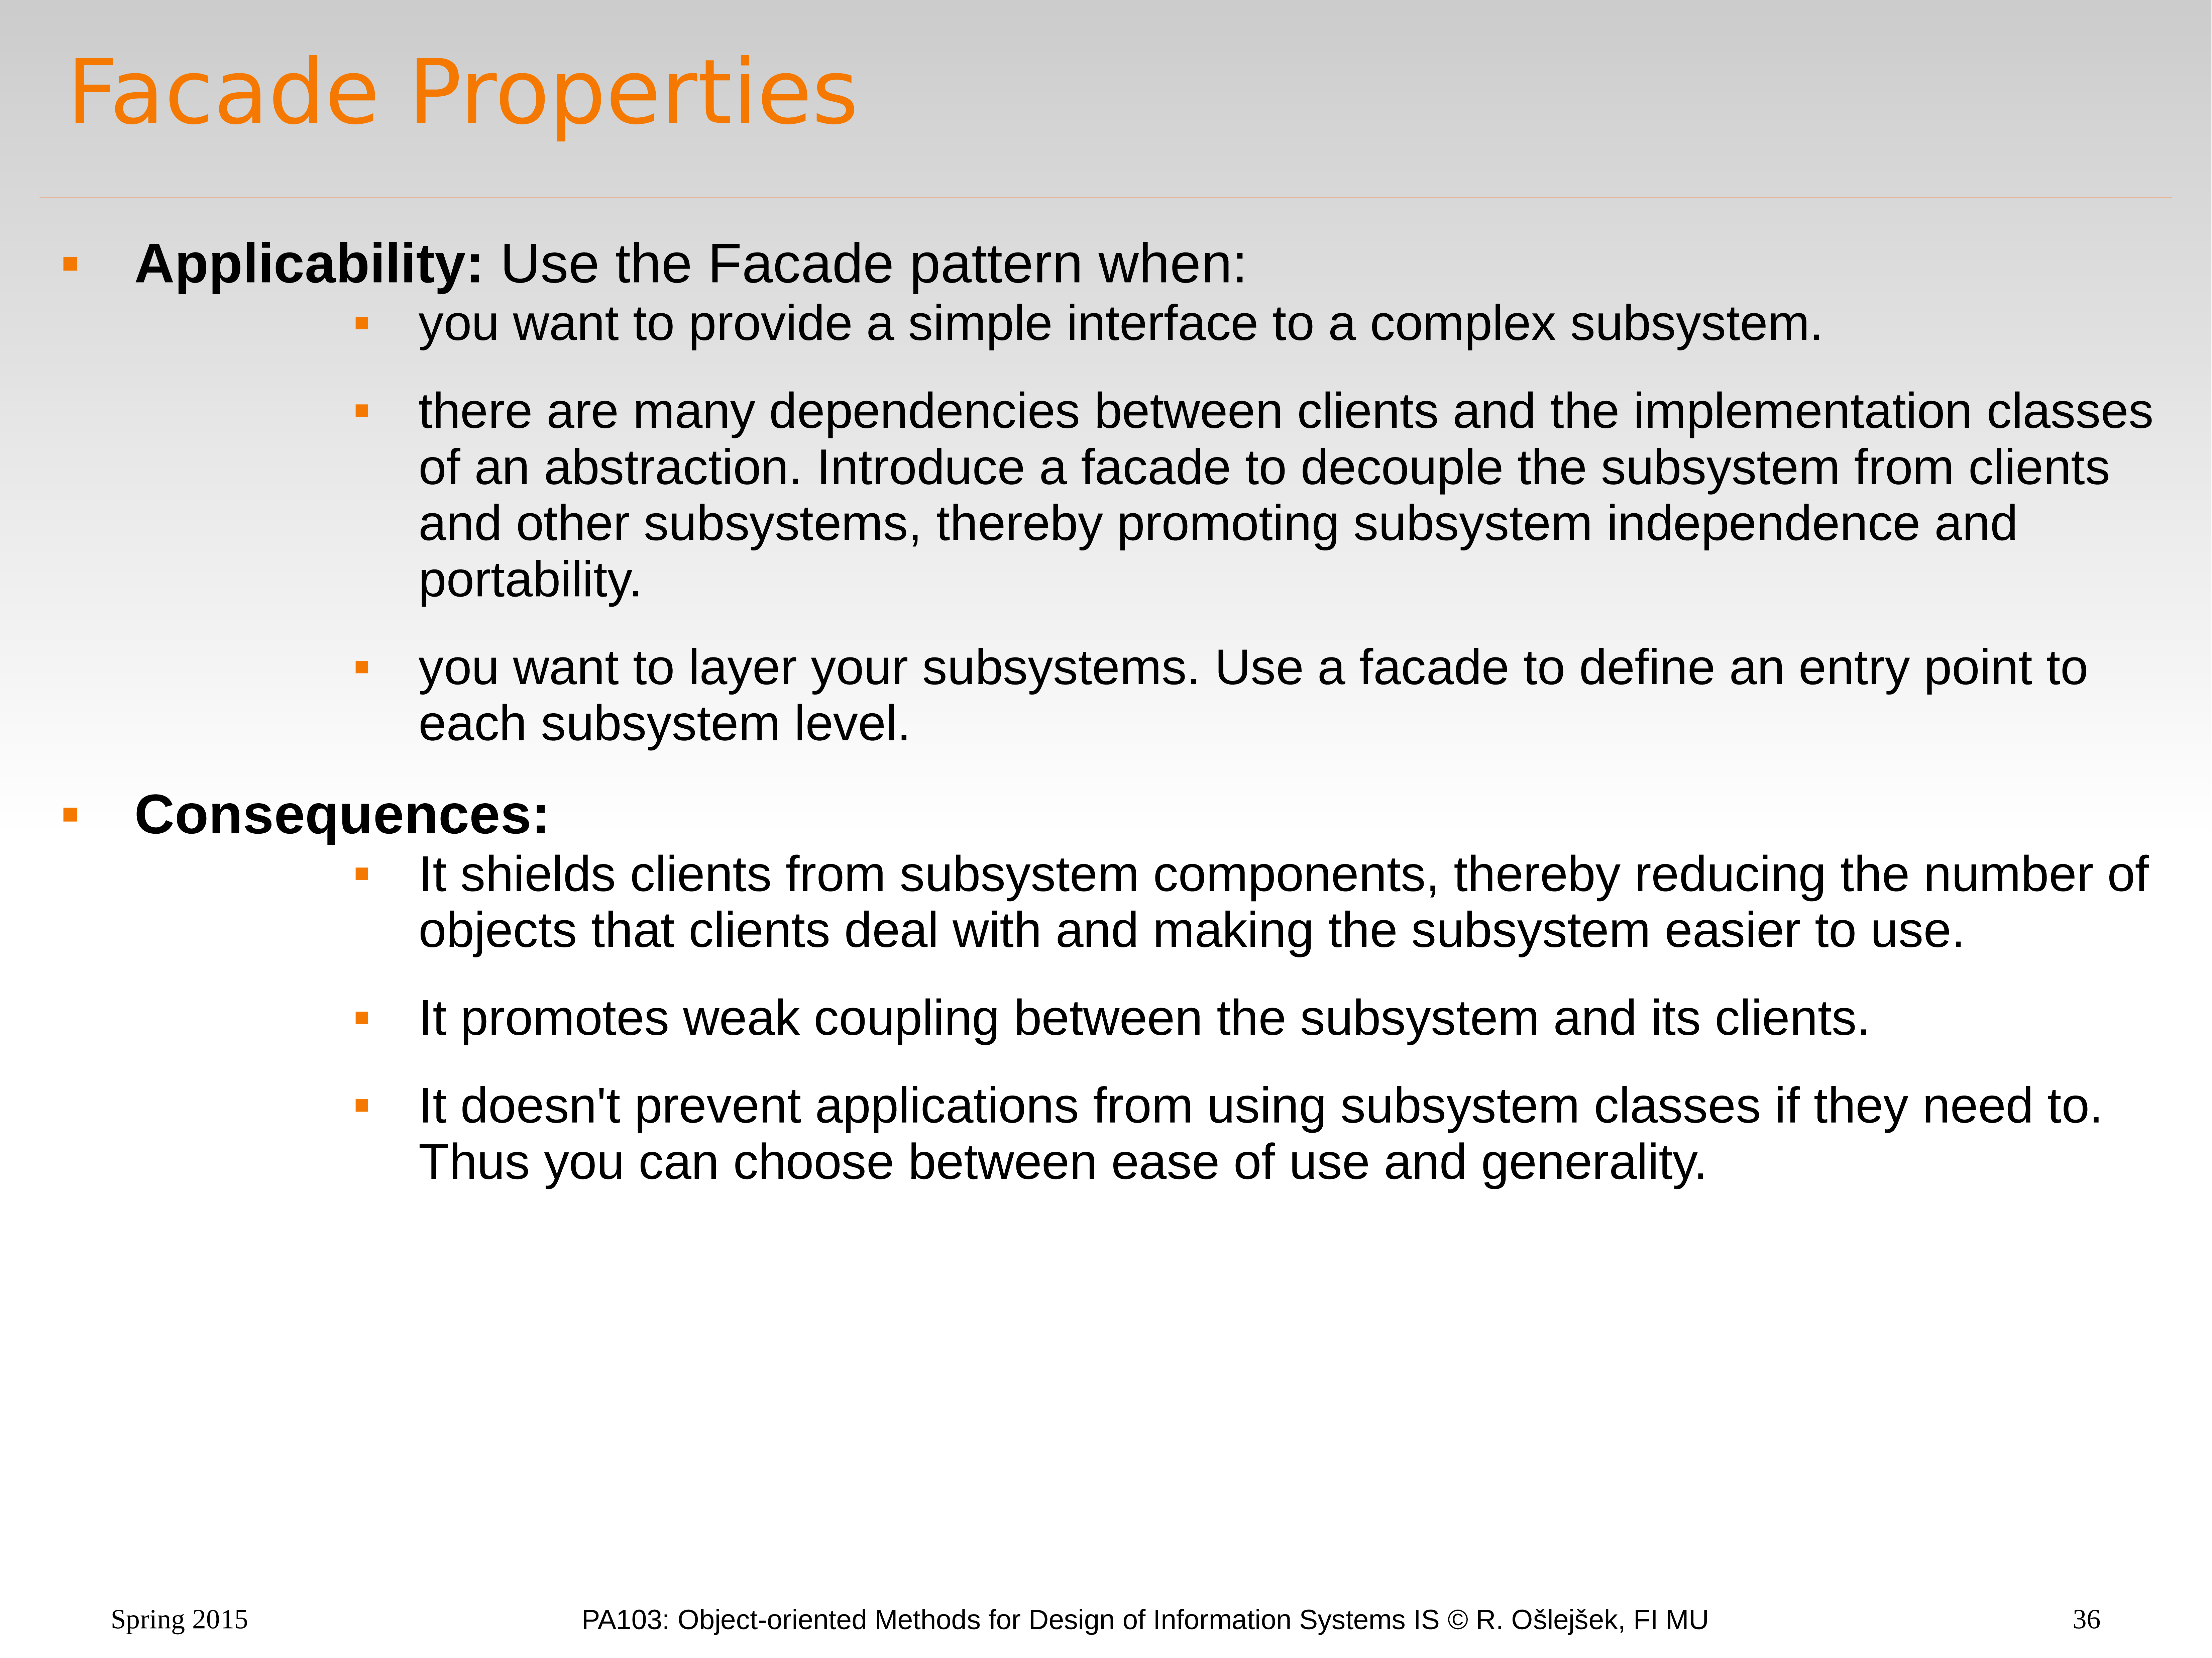 Facade Properties
Applicability: Use the Facade pattern when:
you want to provide a simple interface to a complex subsystem.
there are many dependencies between clients and the implementation classes
of an abstraction. Introduce a facade to decouple the subsystem from clients
and other subsystems, thereby promoting subsystem independence and
portability.
you want to layer your subsystems. Use a facade to define an entry point to
each subsystem level.
Consequences:
It shields clients from subsystem components, thereby reducing the number of
objects that clients deal with and making the subsystem easier to use.
It promotes weak coupling between the subsystem and its clients.
It doesn't prevent applications from using subsystem classes if they need to.
Thus you can choose between ease of use and generality.
Spring 2015 PA103: Object-oriented Methods for Design of Information Systems IS © R. Ošlejšek, FI MU 36